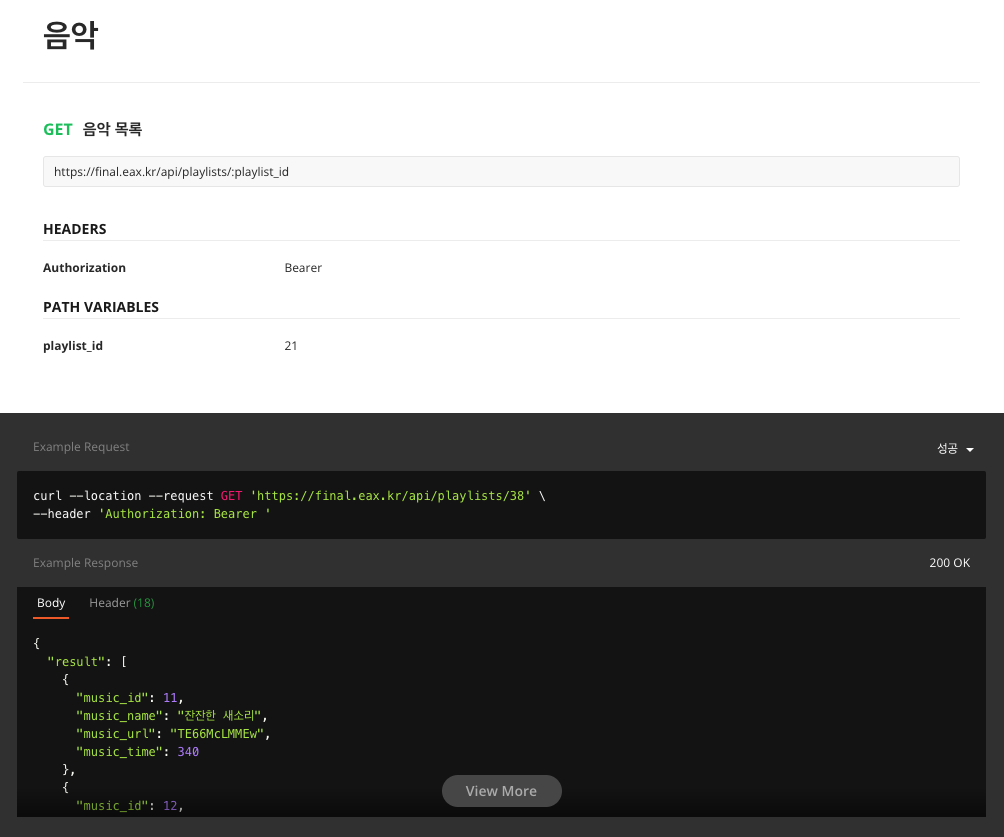 음악
GET 음악 목록
https://final.eax.kr/api/playlists/:playlist_id
HEADERS
Authorization Bearer
PATH VARIABLES
playlist_id 21
Example Request 성공
curl --location --request GET 'https://final.eax.kr/api/playlists/38' \
--header 'Authorization: Bearer '
Example Response 200 OK
Body Header (18)
{
"result": [
{
"music_id": 11,
"music_name": "잔잔한 새소리",
"music_url": "TE66McLMMEw",
"music_time": 340
},
{
View More
"music_id": 12,